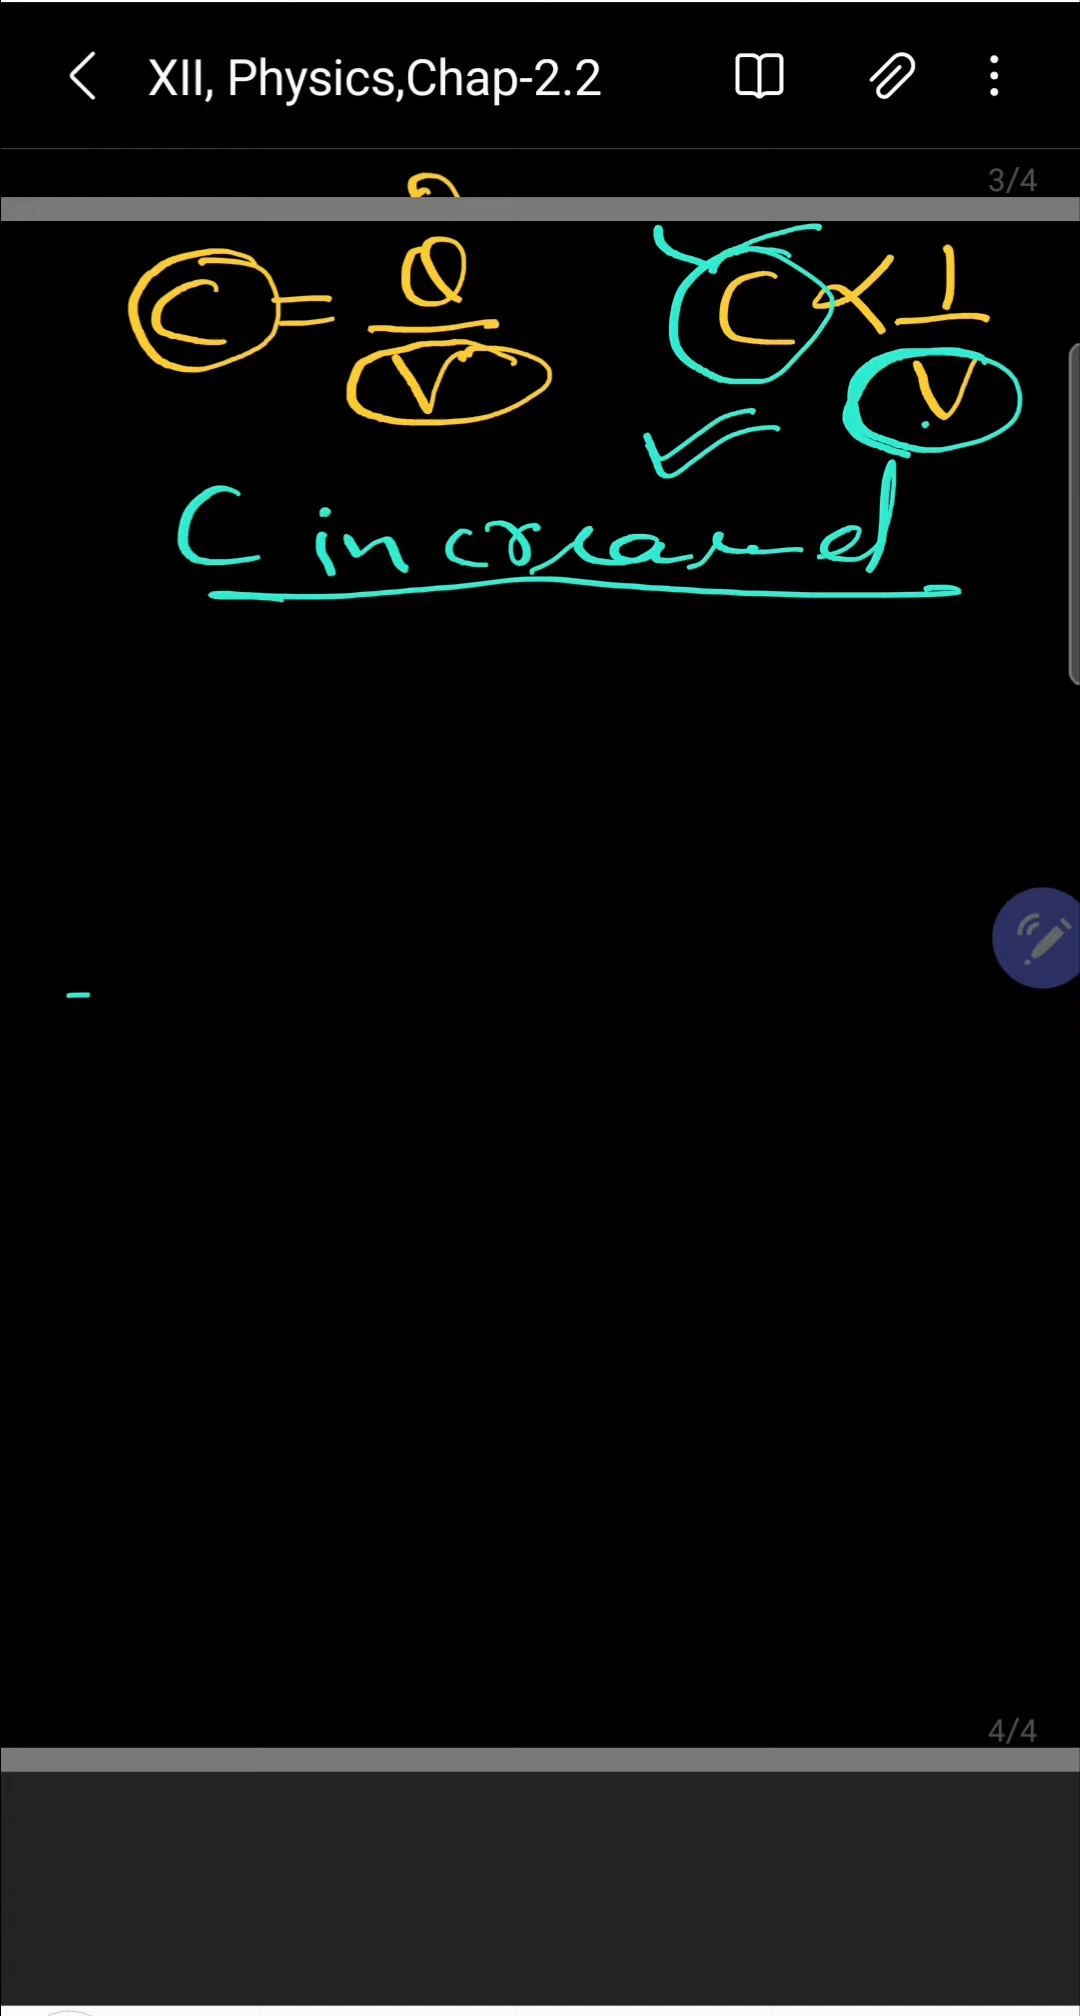 XII, Physics,Chap-2.2
3/4
C = Q/V C ∝ 1/V
C increased
4/4